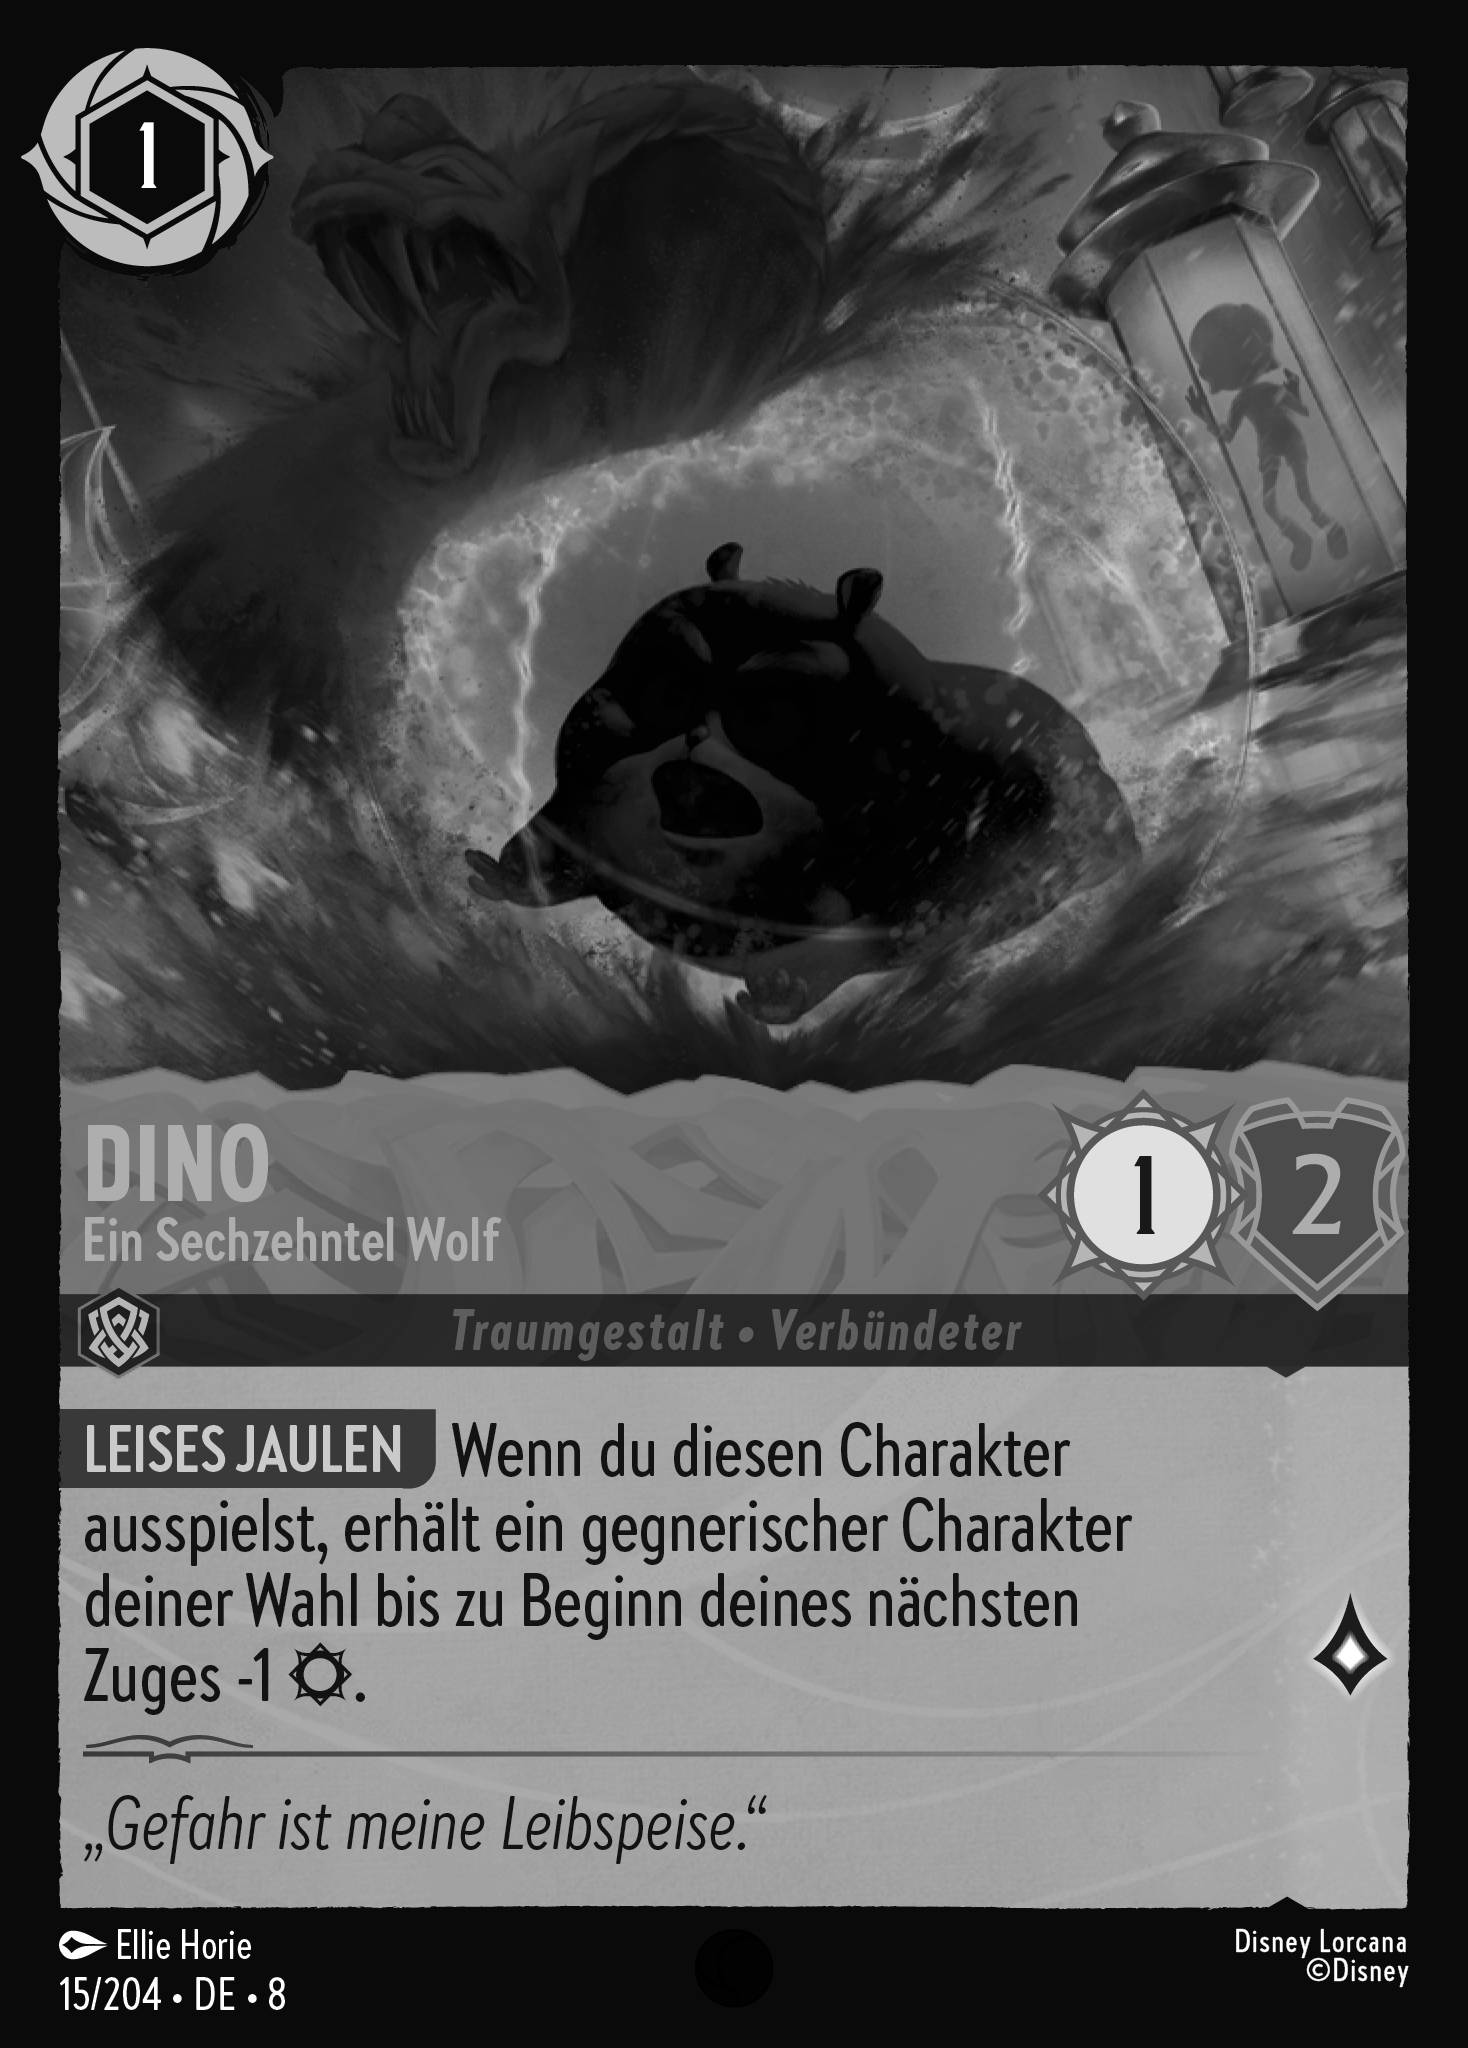 1
DINO
Ein Sechzehntel Wolf
1
2
Traumgestalt • Verbündeter
LEISES JAULEN Wenn du diesen Charakter
ausspielst, erhält ein gegnerischer Charakter
deiner Wahl bis zu Beginn deines nächsten
Zuges -1 .
„Gefahr ist meine Leibspeise.“
Ellie Horie
15/204 • DE • 8
Disney Lorcana
©Disney